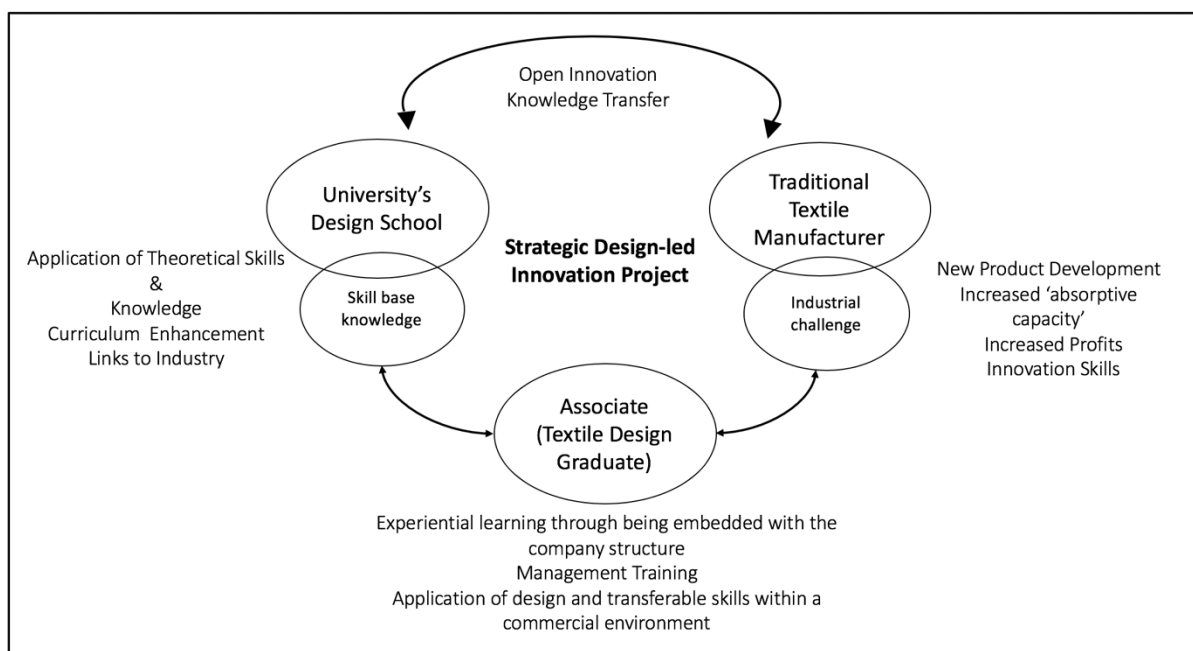 Open Innovation
Knowledge Transfer
University’s
Design School
Traditional
Textile
Manufacturer
Strategic Design-led
Innovation Project
Application of Theoretical Skills
&
Knowledge
Curriculum Enhancement
Links to Industry
Skill base
knowledge
Industrial
challenge
New Product Development
Increased ‘absorptive
capacity’
Increased Profits
Innovation Skills
Associate
(Textile Design
Graduate)
Experiential learning through being embedded with the
company structure
Management Training
Application of design and transferable skills within a
commercial environment